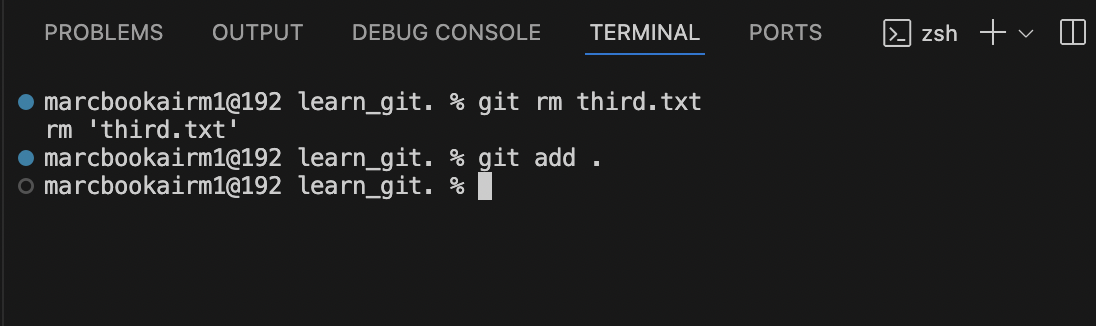 PROBLEMS OUTPUT DEBUG CONSOLE TERMINAL PORTS zsh
marcbookairm1@192 learn_git. % git rm third.txt
rm 'third.txt'
marcbookairm1@192 learn_git. % git add .
marcbookairm1@192 learn_git. %